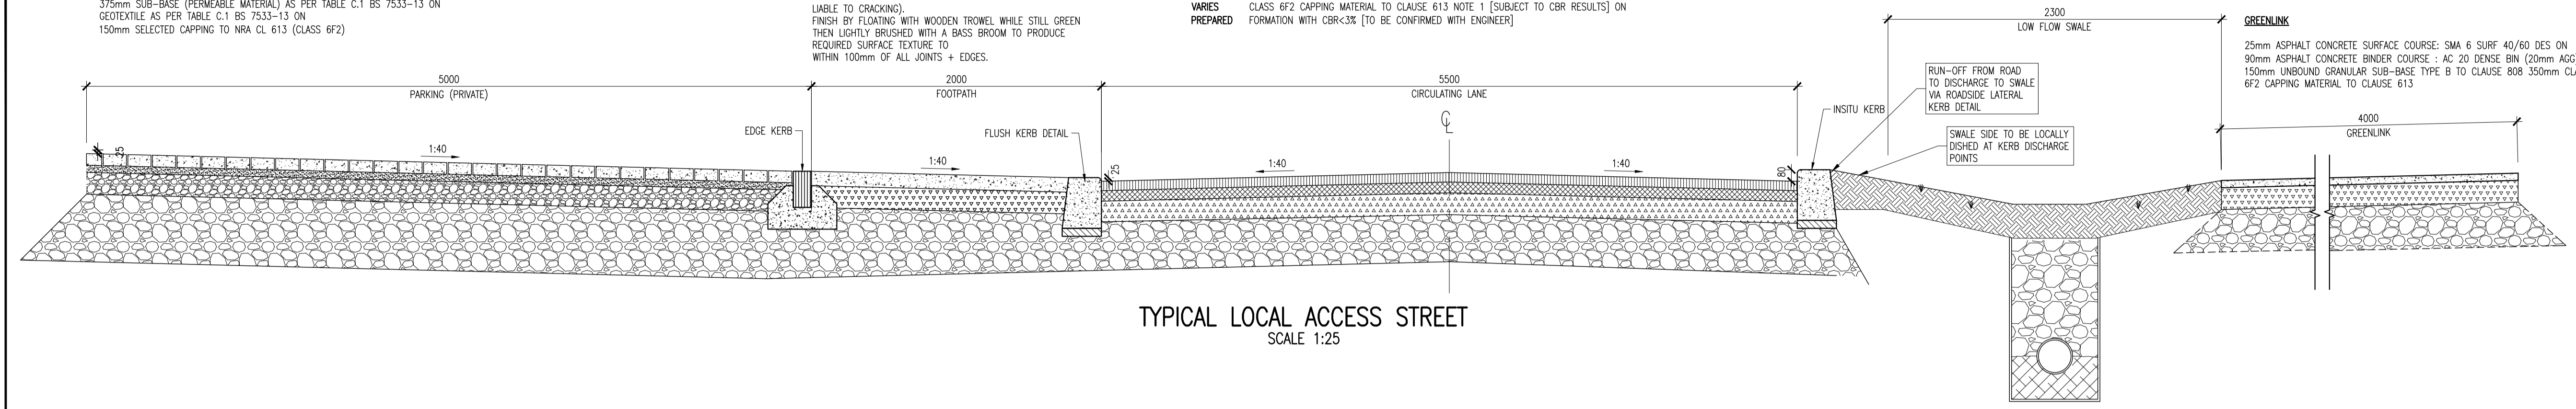 375mm SUB-BASE (PERMEABLE MATERIAL) AS PER TABLE C.1 BS 7533-13 ON
GEOTEXTILE AS PER TABLE C.1 BS 7533-13 ON
150mm SELECTED CAPPING TO NRA CL 613 (CLASS 6F2)
LIABLE TO CRACKING).
FINISH BY FLOATING WITH WOODEN TROWEL WHILE STILL GREEN
THEN LIGHTLY BRUSHED WITH A BASS BROOM TO PRODUCE
REQUIRED SURFACE TEXTURE TO
WITHIN 100mm OF ALL JOINTS + EDGES.
VARIES CLASS 6F2 CAPPING MATERIAL TO CLAUSE 613 NOTE 1 [SUBJECT TO CBR RESULTS] ON
PREPARED FORMATION WITH CBR<3% [TO BE CONFIRMED WITH ENGINEER]
2300
LOW FLOW SWALE
GREENLINK
25mm ASPHALT CONCRETE SURFACE COURSE: SMA 6 SURF 40/60 DES ON
90mm ASPHALT CONCRETE BINDER COURSE : AC 20 DENSE BIN (20mm AGG
150mm UNBOUND GRANULAR SUB-BASE TYPE B TO CLAUSE 808 350mm CLA
6F2 CAPPING MATERIAL TO CLAUSE 613
5000
PARKING (PRIVATE)
2000
FOOTPATH
5500
CIRCULATING LANE
RUN-OFF FROM ROAD
TO DISCHARGE TO SWALE
VIA ROADSIDE LATERAL
KERB DETAIL
INSITU KERB
SWALE SIDE TO BE LOCALLY
DISHED AT KERB DISCHARGE
POINTS
4000
GREENLINK
EDGE KERB
FLUSH KERB DETAIL
CL
25
1:40
1:40
25
1:40
1:40
80
TYPICAL LOCAL ACCESS STREET
SCALE 1:25